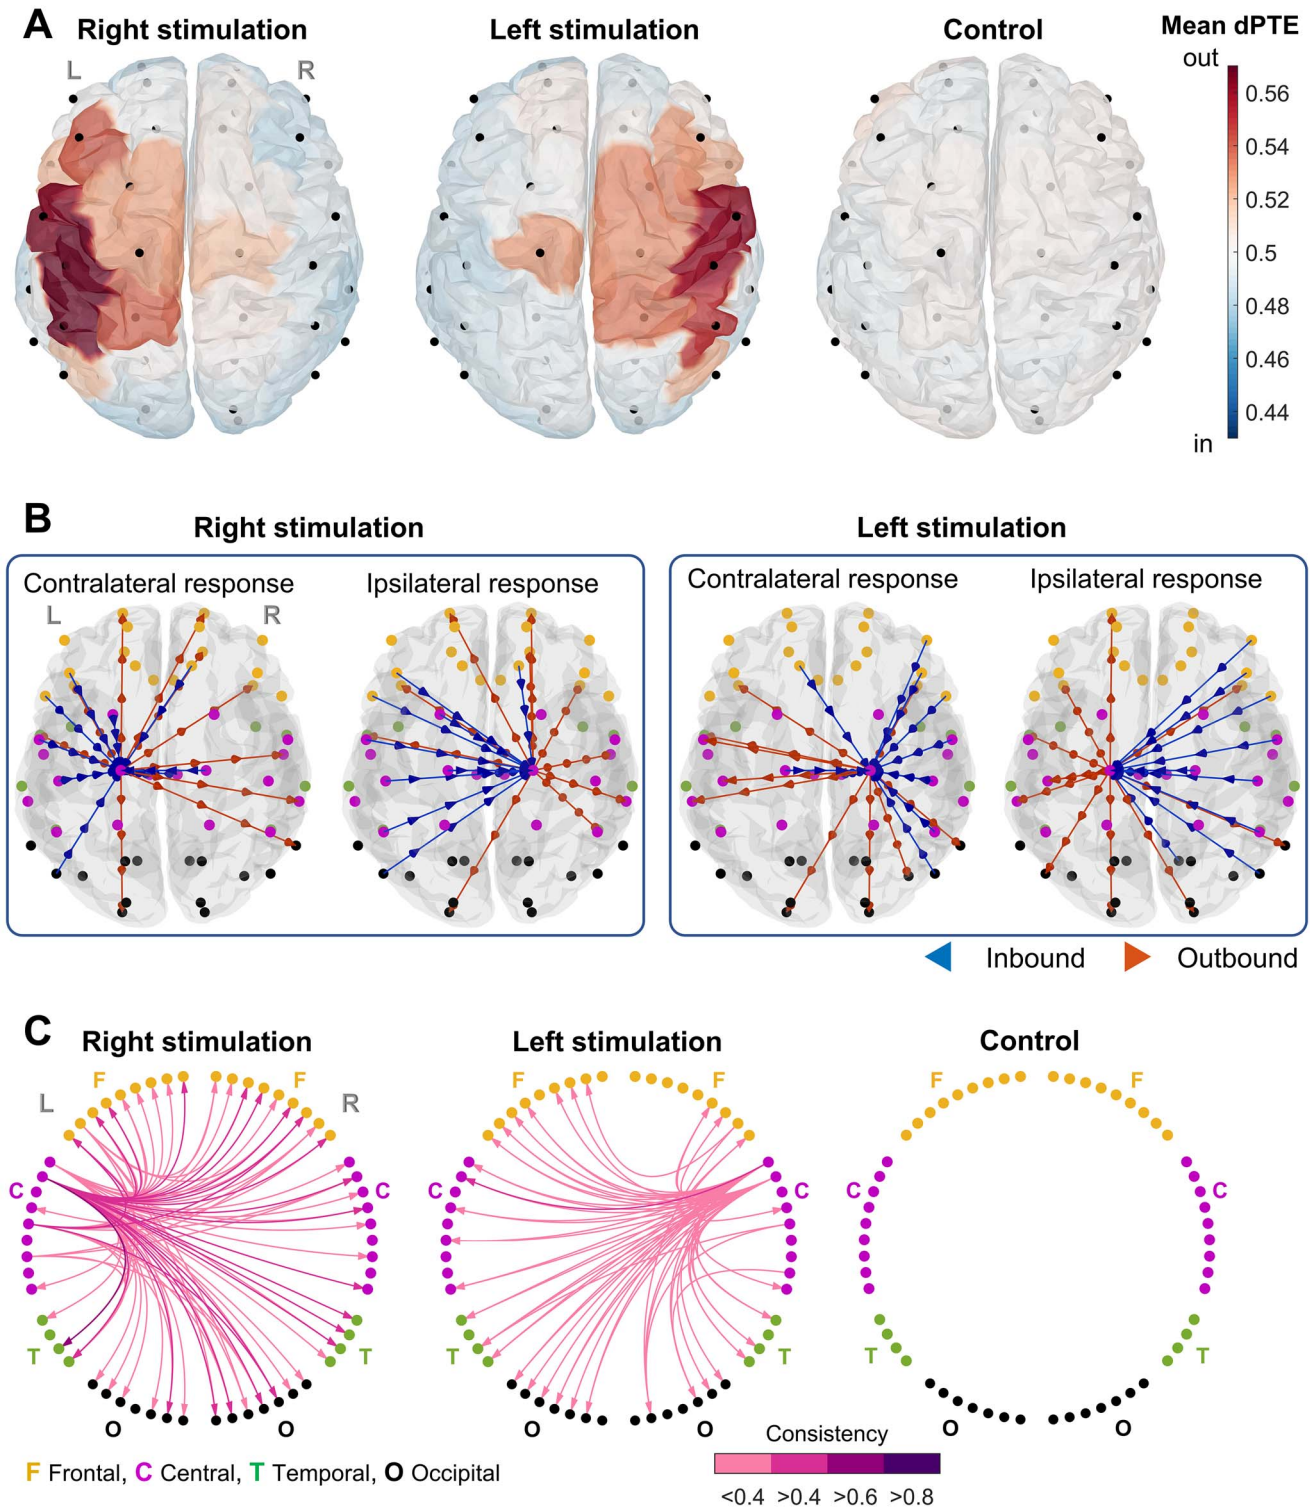 A
Right stimulation
Left stimulation
Control
Mean dPTE
out
L
R
0.56
0.54
0.52
0.5
0.48
0.46
0.44
in
B
Right stimulation
Left stimulation
Contralateral response
Ipsilateral response
Contralateral response
Ipsilateral response
L
R
Inbound
Outbound
C
Right stimulation
Left stimulation
Control
F
F
F
F
F
F
L
R
C
C
C
C
C
C
T
T
T
T
T
T
O
O
O
O
O
O
Consistency
F Frontal, C Central, T Temporal, O Occipital
<0.4 >0.4 >0.6 >0.8